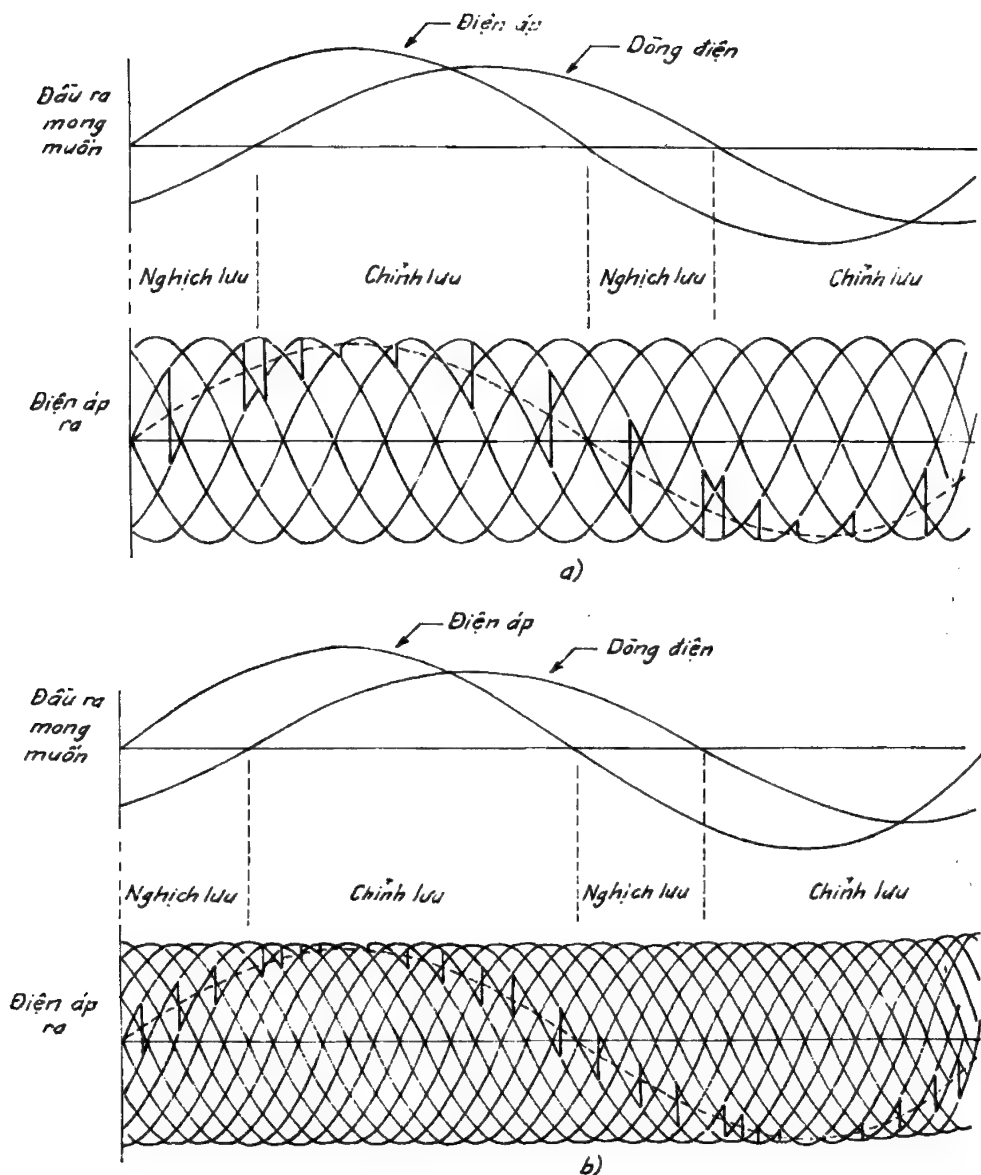 Điện áp
Dòng điện
Đầu ra
mong
muốn
Nghịch lưu
Chỉnh lưu
Nghịch lưu
Chỉnh lưu
Điện áp
ra
a)
Điện áp
Dòng điện
Đầu ra
mong
muốn
Nghịch lưu
Chỉnh lưu
Nghịch lưu
Chỉnh lưu
Điện áp
ra
b)